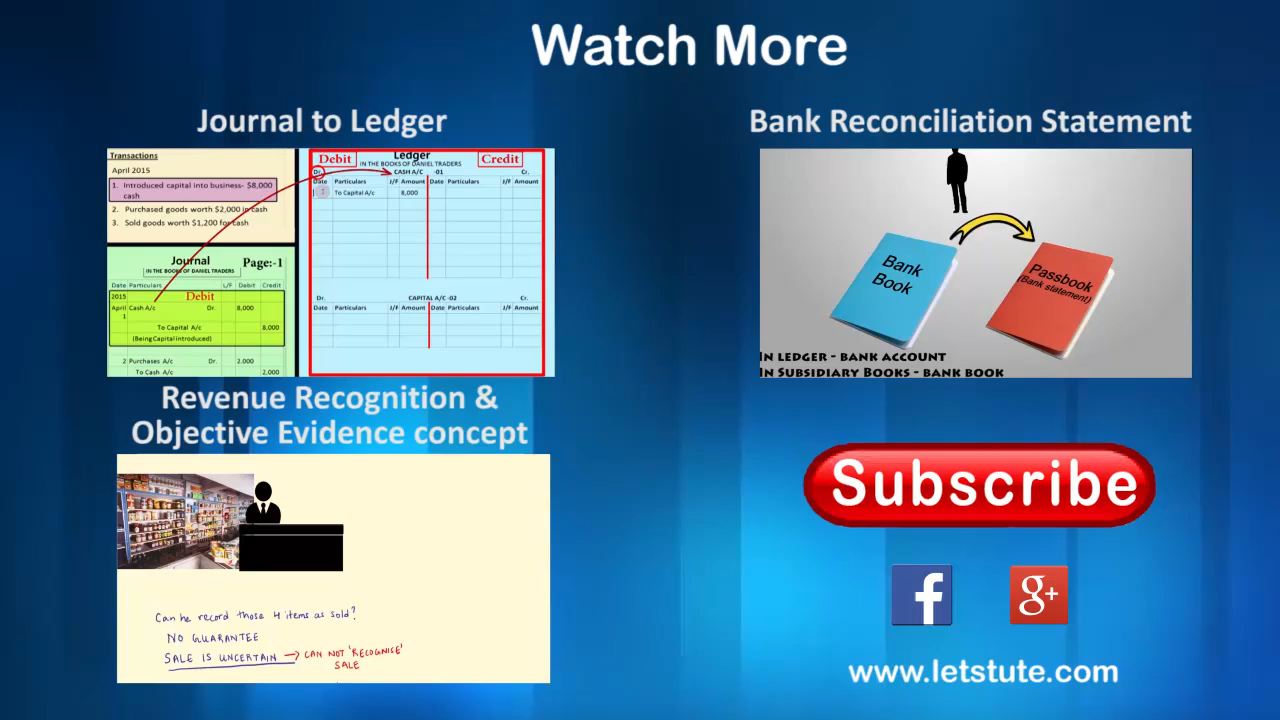 Watch More
Journal to Ledger
Transactions
April 2015
1. Introduced capital into business- $8,000
cash
2. Purchased goods worth $2,000 in cash
3. Sold goods worth $1,200 for cash
Journal
Page:-1
IN THE BOOKS OF DANIEL TRADERS
Date Particulars L/F Debit Credit
2015 Debit
April Cash A/c Dr. 8,000
1
To Capital A/c 8,000
(Being Capital introduced)
2 Purchases A/c Dr. 2,000
To Cash A/c 2,000
Debit Ledger Credit
IN THE BOOKS OF DANIEL TRADERS
Dr. CASH A/C -01 Cr.
Date Particulars J/F Amount Date Particulars J/F Amount
To Capital A/c 8,000
Dr. CAPITAL A/C -02 Cr.
Date Particulars J/F Amount Date Particulars J/F Amount
Bank Reconciliation Statement
Bank
Book
Passbook
(Bank statement)
In Ledger - Bank Account
In Subsidiary Books - Bank Book
Revenue Recognition &
Objective Evidence concept
Can he record those 4 items as sold?
NO GUARANTEE
SALE IS UNCERTAIN → CAN NOT 'RECOGNISE'
SALE
Subscribe
f
g+
www.letstute.com